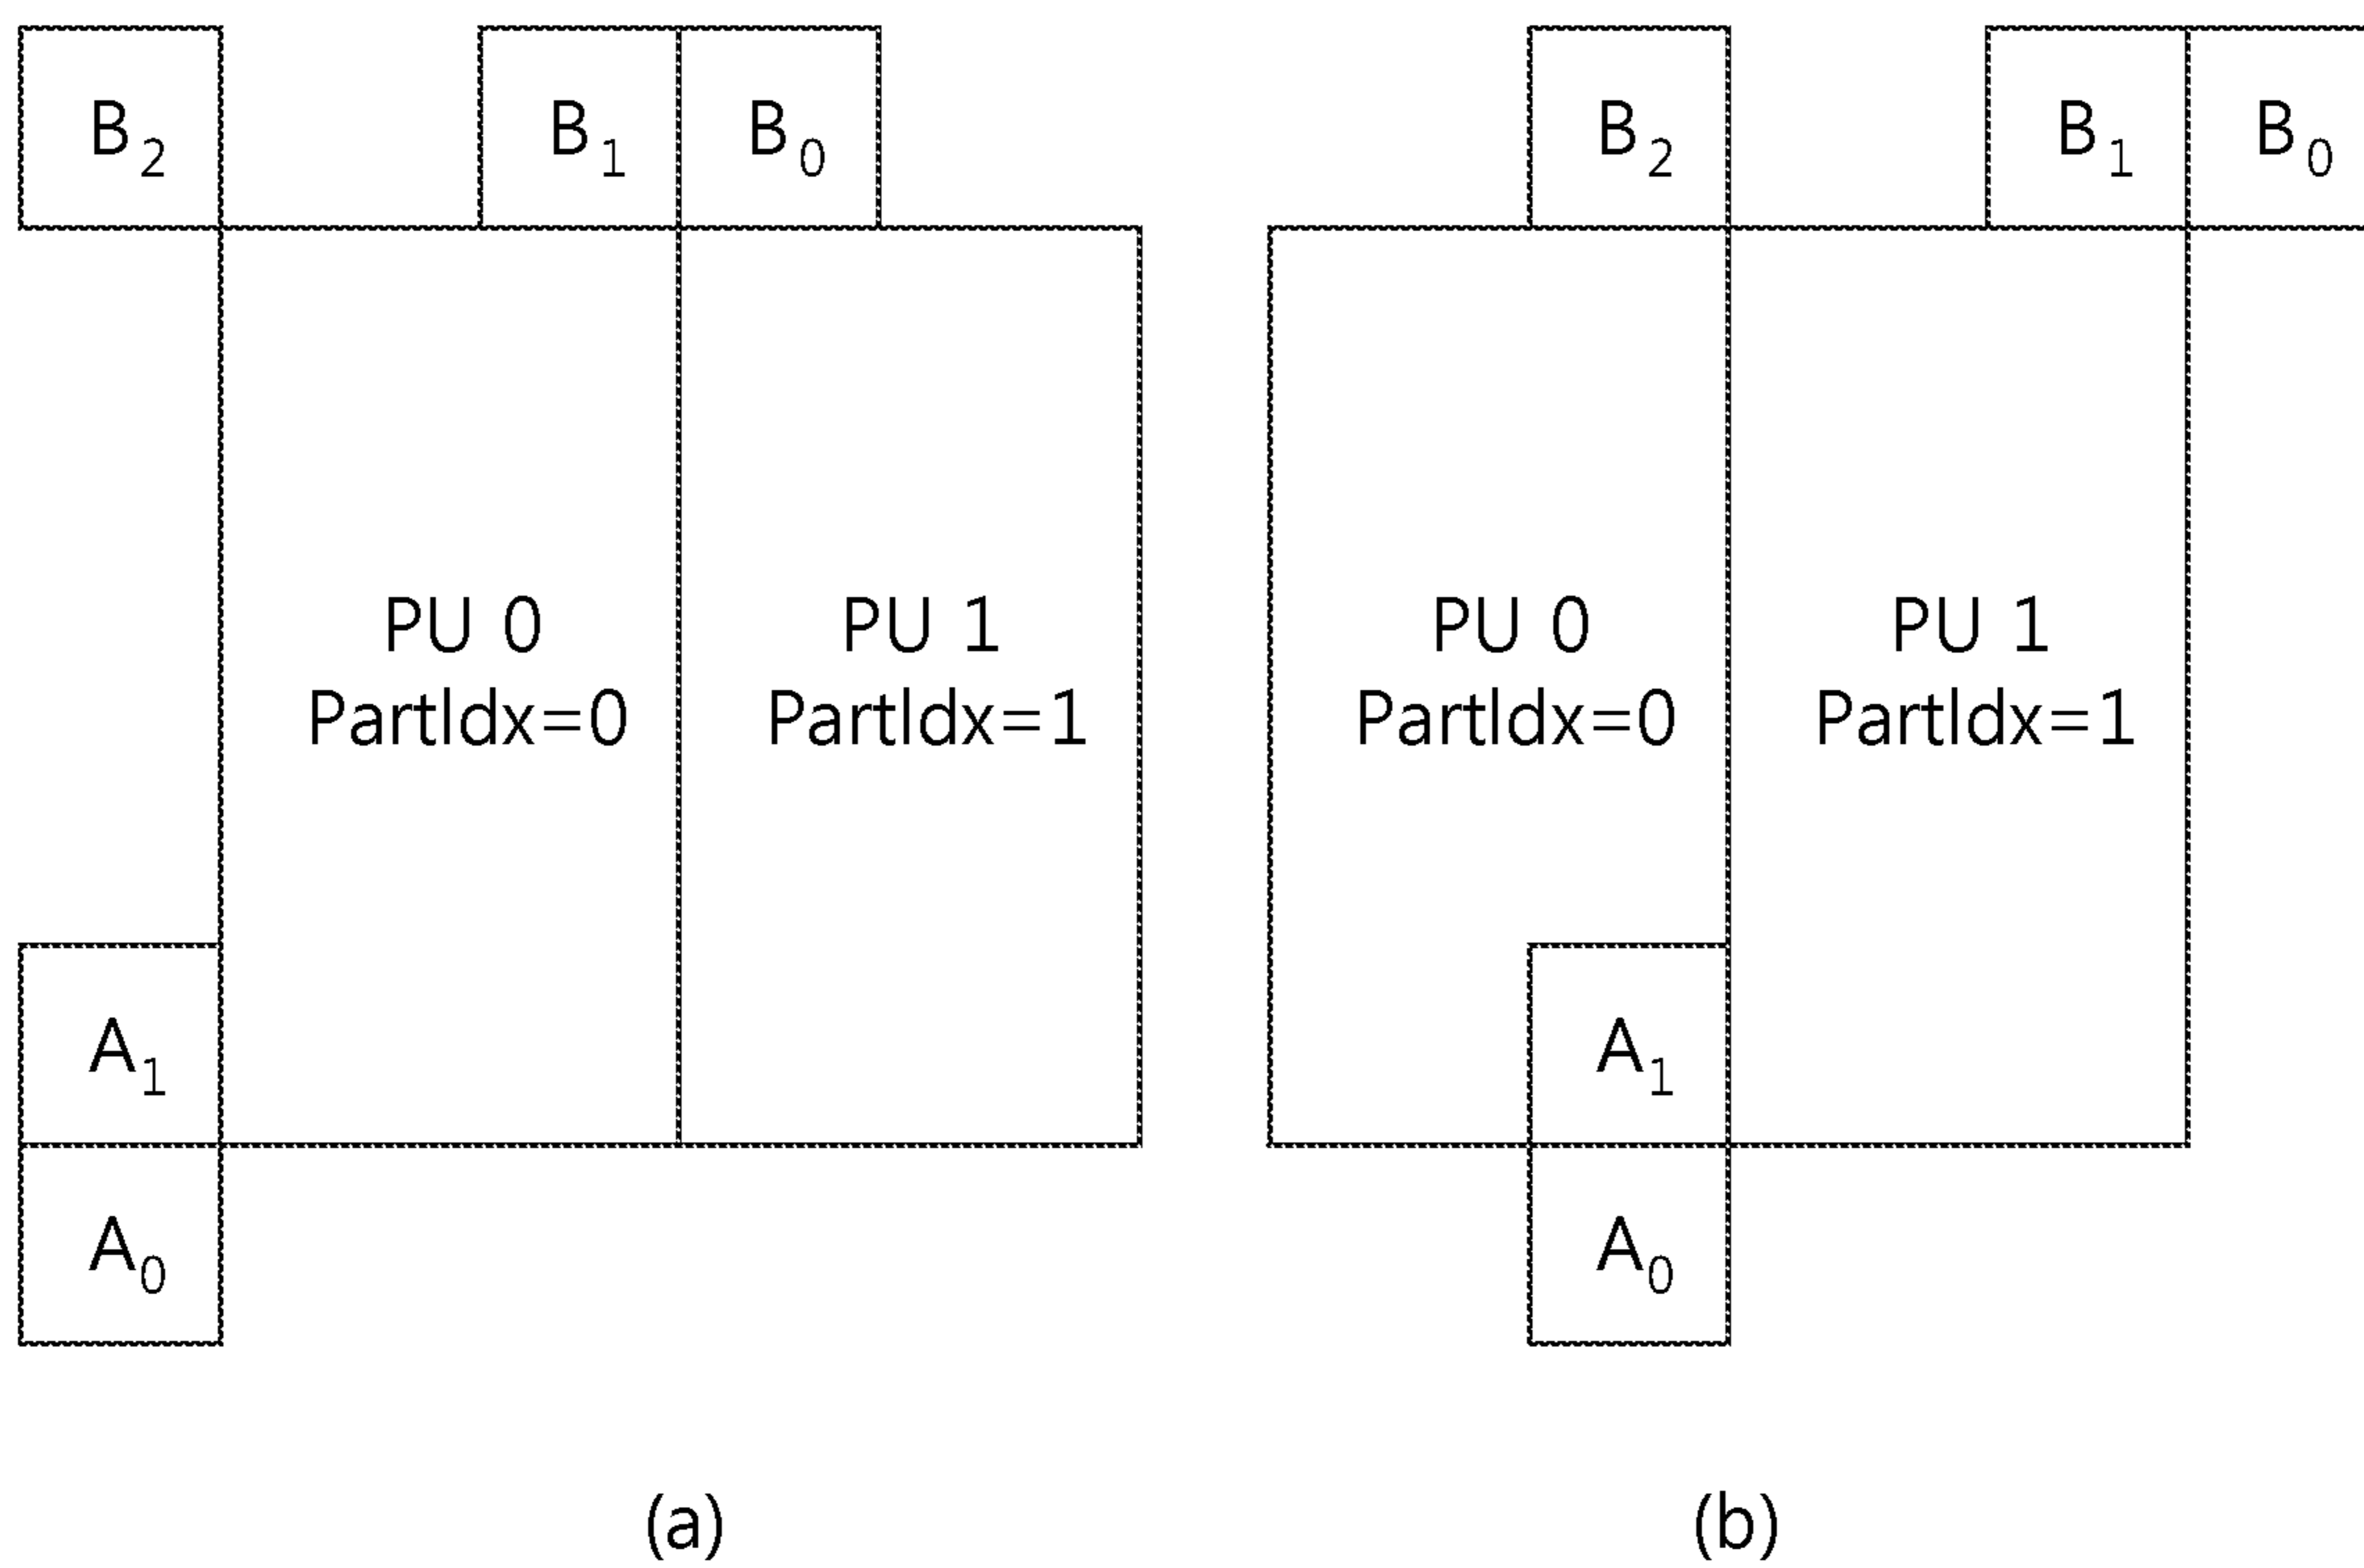 B2 B1 B0
PU 0
PartIdx=0
PU 1
PartIdx=1
A1
A0
(a)
B2 B1 B0
PU 0
PartIdx=0
PU 1
PartIdx=1
A1
A0
(b)